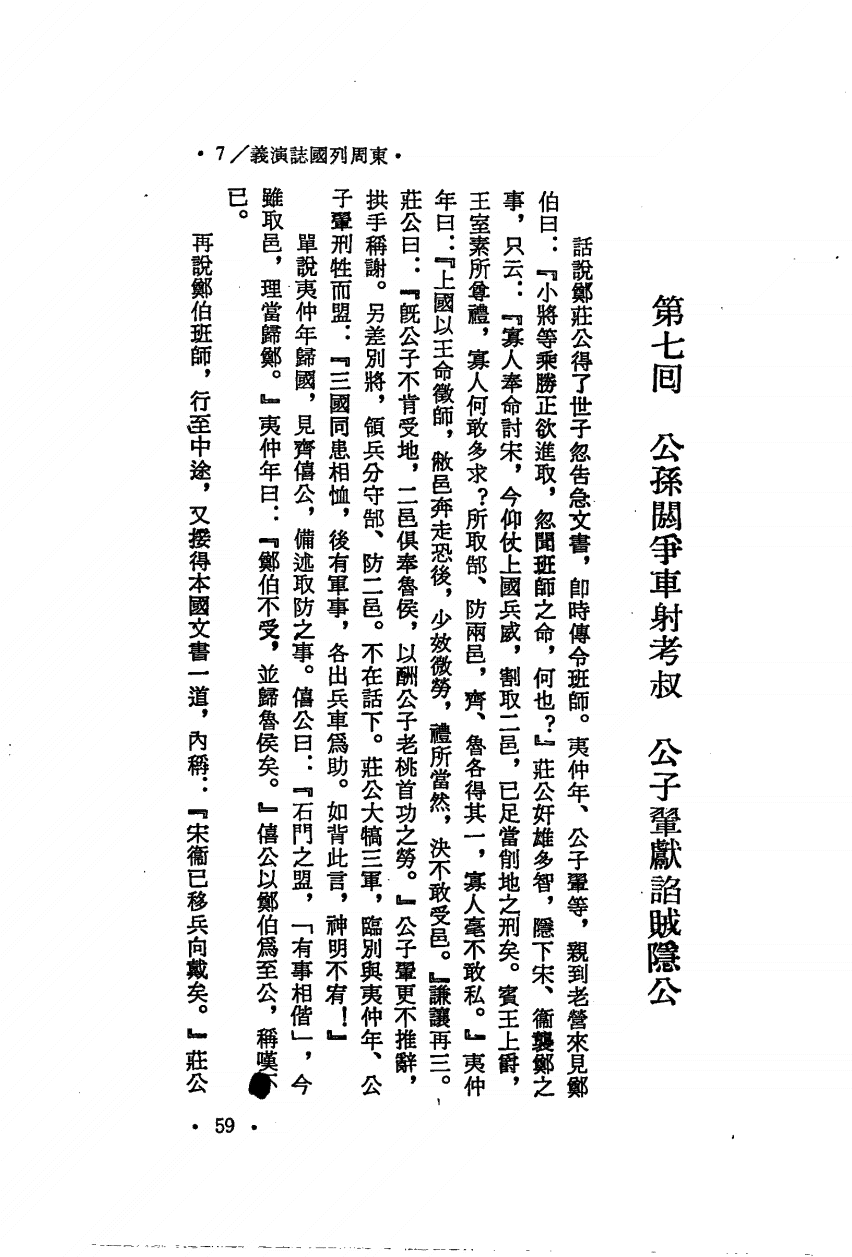 ·東周列國誌演義／7·
第七回　公孫閼爭車射考叔　公子翬獻諂賊隱公
話說鄭莊公得了世子忽告急文書，卽時傳令班師。夷仲年、公子翬等，親到老營來見鄭
伯曰：『小將等乘勝正欲進取，忽聞班師之命，何也？』莊公奸雄多智，隱下宋、衞襲鄭之
事，只云：『寡人奉命討宋，今仰仗上國兵威，割取二邑，已足當削地之刑矣。賓王上爵，
王室素所尊禮，寡人何敢多求？所取郜、防兩邑，齊、魯各得其一，寡人毫不敢私。』夷仲
年曰：『上國以王命徵師，敝邑奔走恐後，少效微勞，禮所當然，決不敢受邑。』謙讓再三。
莊公曰：『旣公子不肯受地，二邑俱奉魯侯，以酬公子老桃首功之勞。』公子翬更不推辭，
拱手稱謝。另差別將，領兵分守郜、防二邑。不在話下。莊公大犒三軍，臨別與夷仲年、公
子翬刑牲而盟：『三國同患相恤，後有軍事，各出兵車爲助。如背此言，神明不宥！』
單說夷仲年歸國，見齊僖公，備述取防之事。僖公曰：『石門之盟，「有事相偕」，今
雖取邑，理當歸鄭。』夷仲年曰：『鄭伯不受，並歸魯侯矣。』僖公以鄭伯爲至公，稱嘆不
已。
再說鄭伯班師，行至中途，又接得本國文書一道，內稱：『宋衞已移兵向戴矣。』莊公
·59·